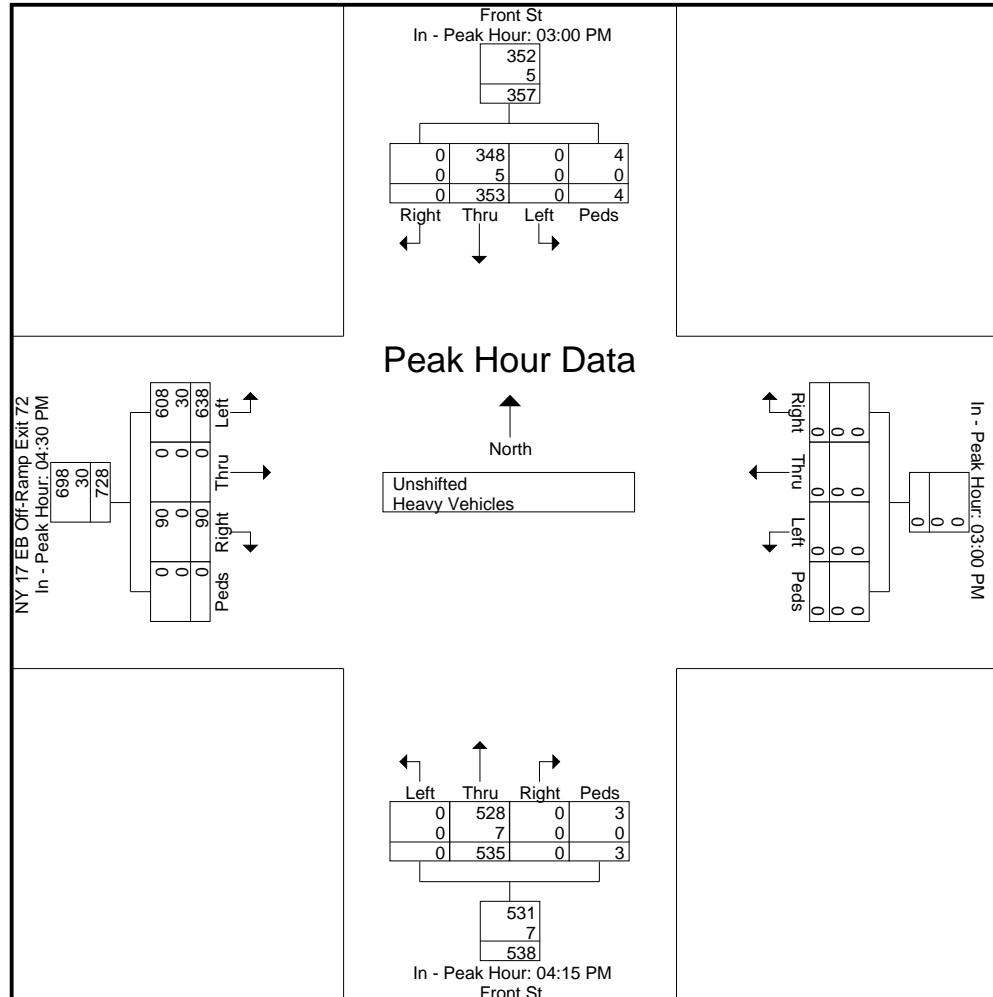 Front St
In - Peak Hour: 03:00 PM
352
5
357
0 348 0 4
0 5 0 0
0 353 0 4
Right Thru Left Peds
Peak Hour Data
North
Unshifted
Heavy Vehicles
NY 17 EB Off-Ramp Exit 72
In - Peak Hour: 04:30 PM
698
30
728
608 0 90 0
30 0 0 0
638 0 90 0
Left Thru Right Peds
In - Peak Hour: 03:00 PM
0
0
0
0 0 0 0
0 0 0 0
0 0 0 0
Right Thru Left Peds
Left Thru Right Peds
0 528 0 3
0 7 0 0
0 535 0 3
531
7
538
In - Peak Hour: 04:15 PM
Front St